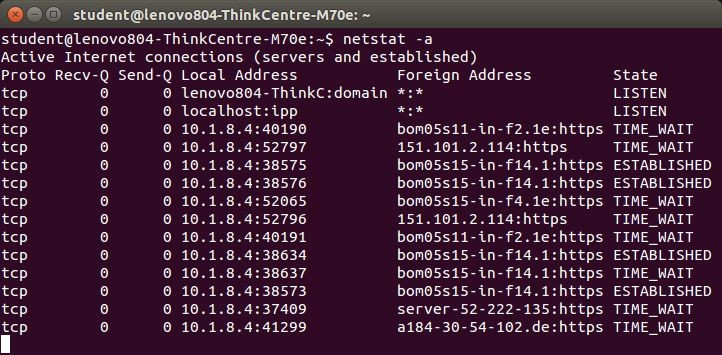 student@lenovo804-ThinkCentre-M70e: ~
student@lenovo804-ThinkCentre-M70e:~$ netstat -a
Active Internet connections (servers and established)
Proto Recv-Q Send-Q Local Address           Foreign Address         State
tcp        0      0 lenovo804-ThinkC:domain *:*                     LISTEN
tcp        0      0 localhost:ipp           *:*                     LISTEN
tcp        0      0 10.1.8.4:40190          bom05s11-in-f2.1e:https TIME_WAIT
tcp        0      0 10.1.8.4:52797          151.101.2.114:https     TIME_WAIT
tcp        0      0 10.1.8.4:38575          bom05s15-in-f14.1:https ESTABLISHED
tcp        0      0 10.1.8.4:38576          bom05s15-in-f14.1:https ESTABLISHED
tcp        0      0 10.1.8.4:52065          bom05s15-in-f4.1e:https TIME_WAIT
tcp        0      0 10.1.8.4:52796          151.101.2.114:https     TIME_WAIT
tcp        0      0 10.1.8.4:40191          bom05s11-in-f2.1e:https TIME_WAIT
tcp        0      0 10.1.8.4:38634          bom05s15-in-f14.1:https ESTABLISHED
tcp        0      0 10.1.8.4:38637          bom05s15-in-f14.1:https TIME_WAIT
tcp        0      0 10.1.8.4:38573          bom05s15-in-f14.1:https ESTABLISHED
tcp        0      0 10.1.8.4:37409          server-52-222-135:https TIME_WAIT
tcp        0      0 10.1.8.4:41299          a184-30-54-102.de:https TIME_WAIT